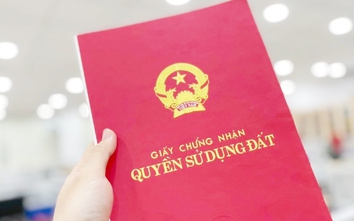 GIẤY CHỨNG NHẬN
QUYỀN SỬ DỤNG ĐẤT